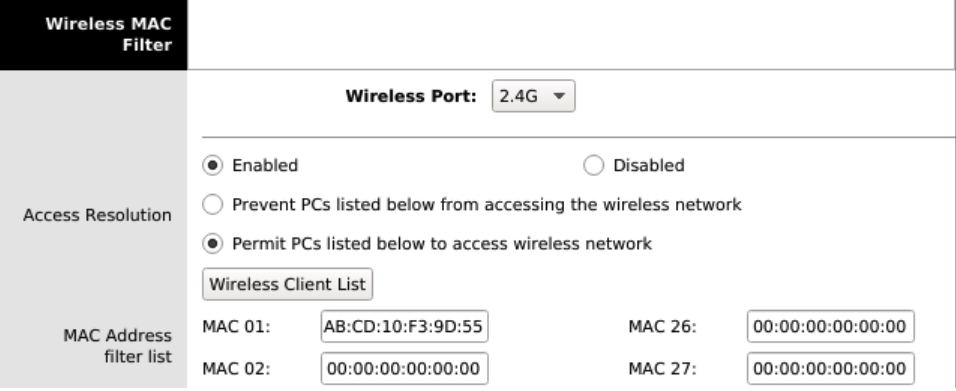 Wireless MAC
Filter
Wireless Port: 2.4G
Enabled Disabled
Access Resolution
Prevent PCs listed below from accessing the wireless network
Permit PCs listed below to access wireless network
Wireless Client List
MAC Address
filter list
MAC 01: AB:CD:10:F3:9D:55 MAC 26: 00:00:00:00:00:00
MAC 02: 00:00:00:00:00:00 MAC 27: 00:00:00:00:00:00